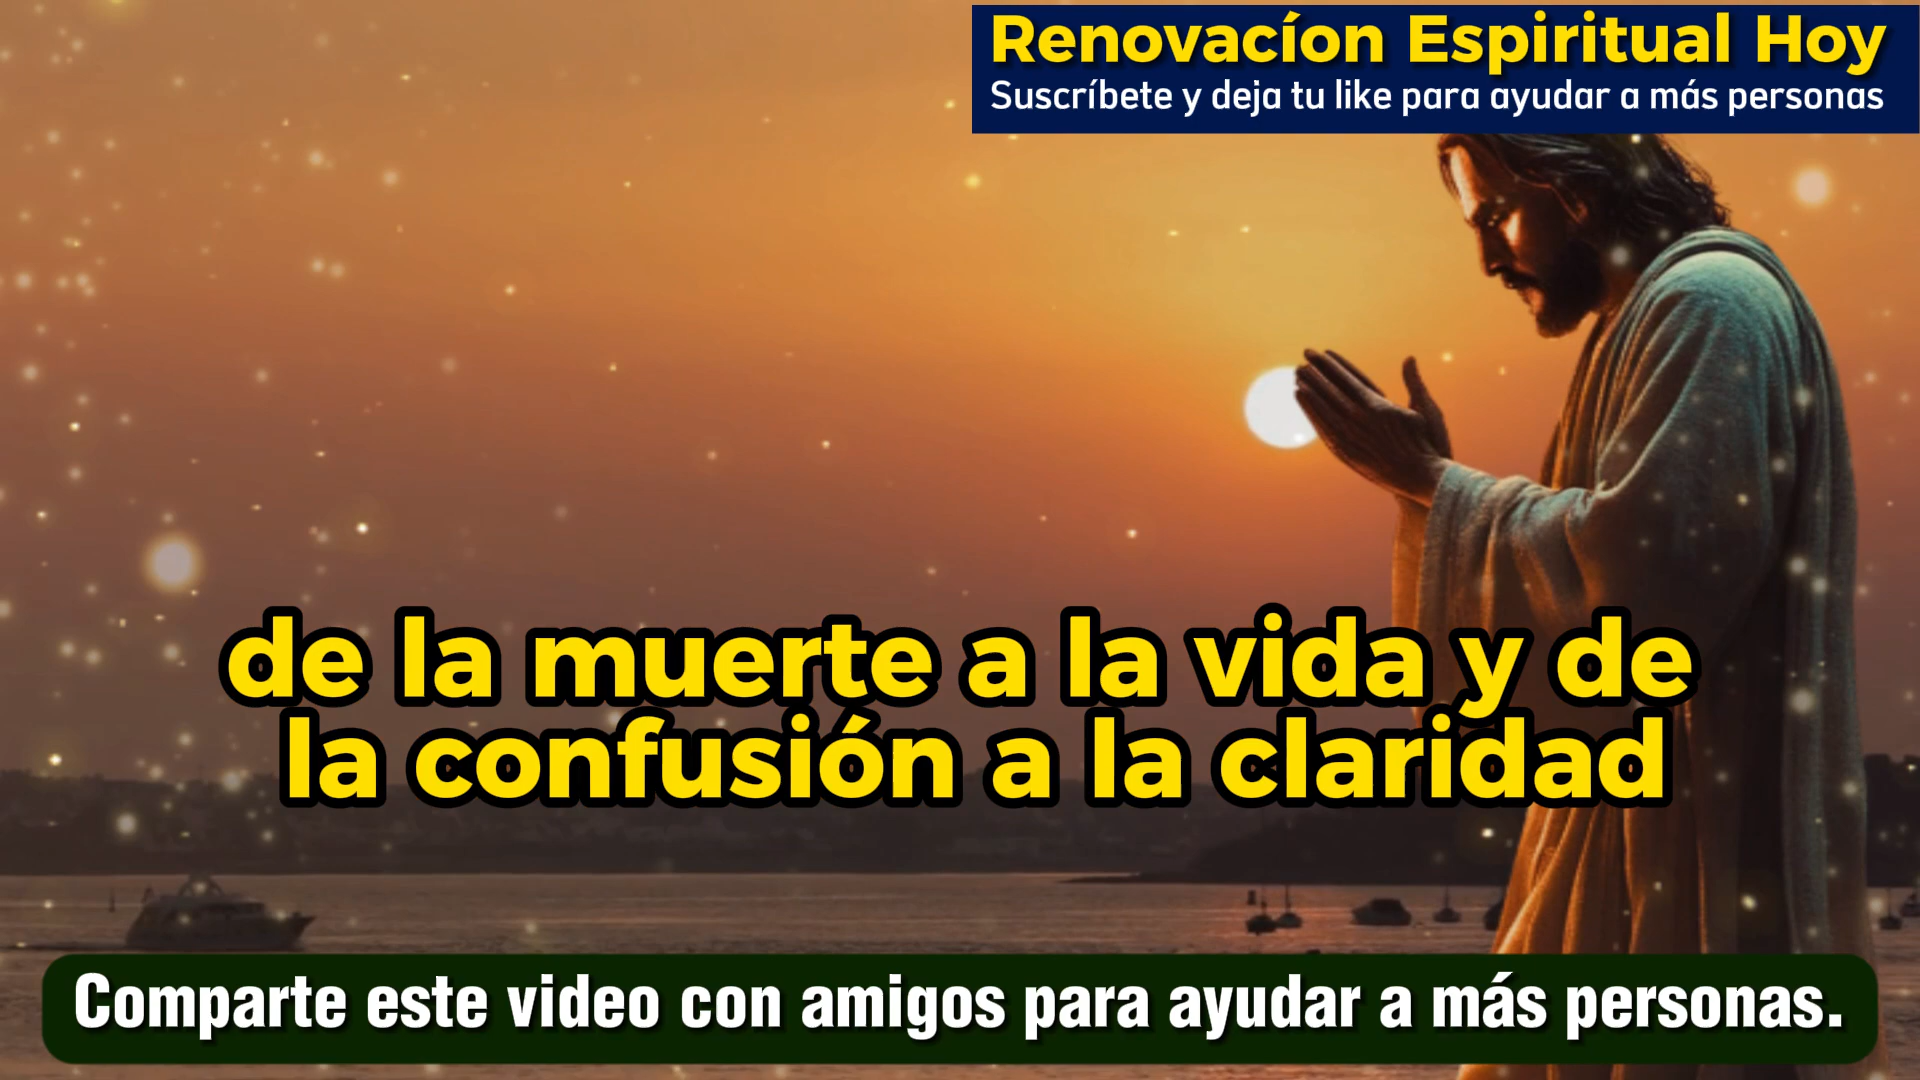 Renovacíon Espiritual Hoy
Suscríbete y deja tu like para ayudar a más personas
de la muerte a la vida y de
la confusión a la claridad
Comparte este video con amigos para ayudar a más personas.